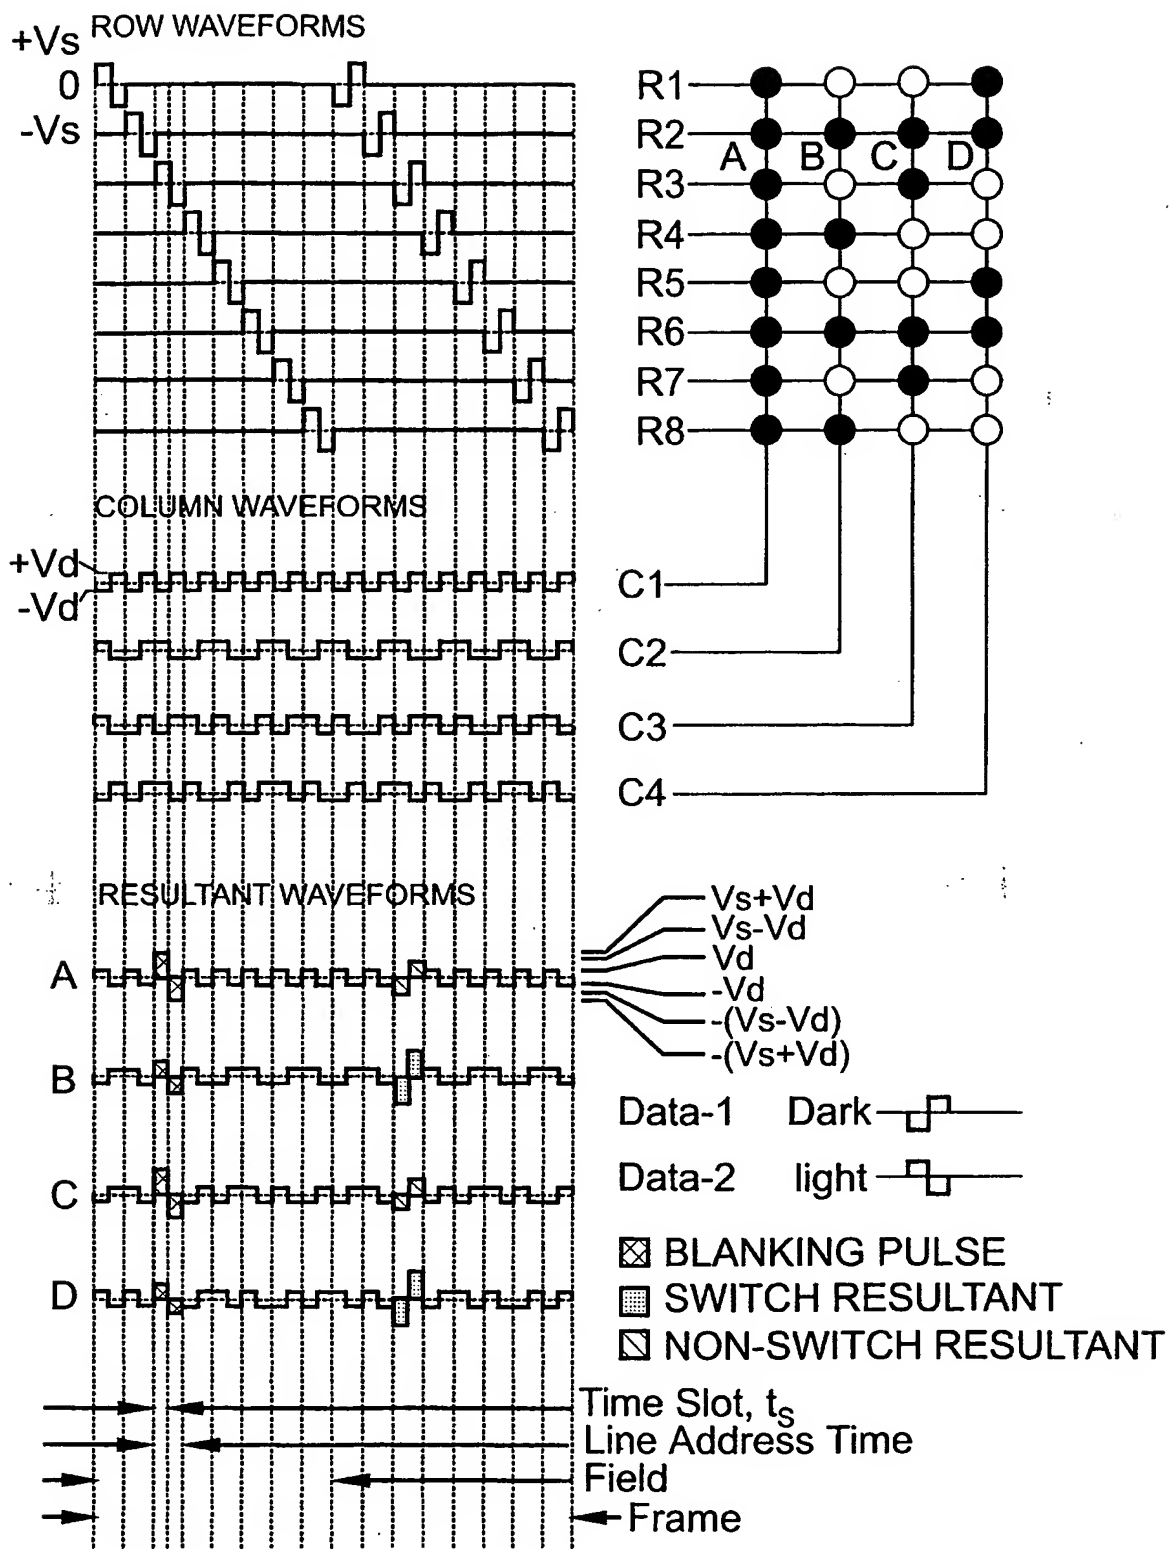 ROW WAVEFORMS
+Vs
0
-Vs
R1
R2
A B C D
R3
R4
R5
R6
R7
R8
COLUMN WAVEFORMS
+Vd
-Vd
C1
C2
C3
C4
RESULTANT WAVEFORMS
Vs+Vd
Vs-Vd
Vd
-Vd
-(Vs-Vd)
-(Vs+Vd)
A
B
C
D
Data-1 Dark
Data-2 light
BLANKING PULSE
SWITCH RESULTANT
NON-SWITCH RESULTANT
Time Slot, ts
Line Address Time
Field
Frame